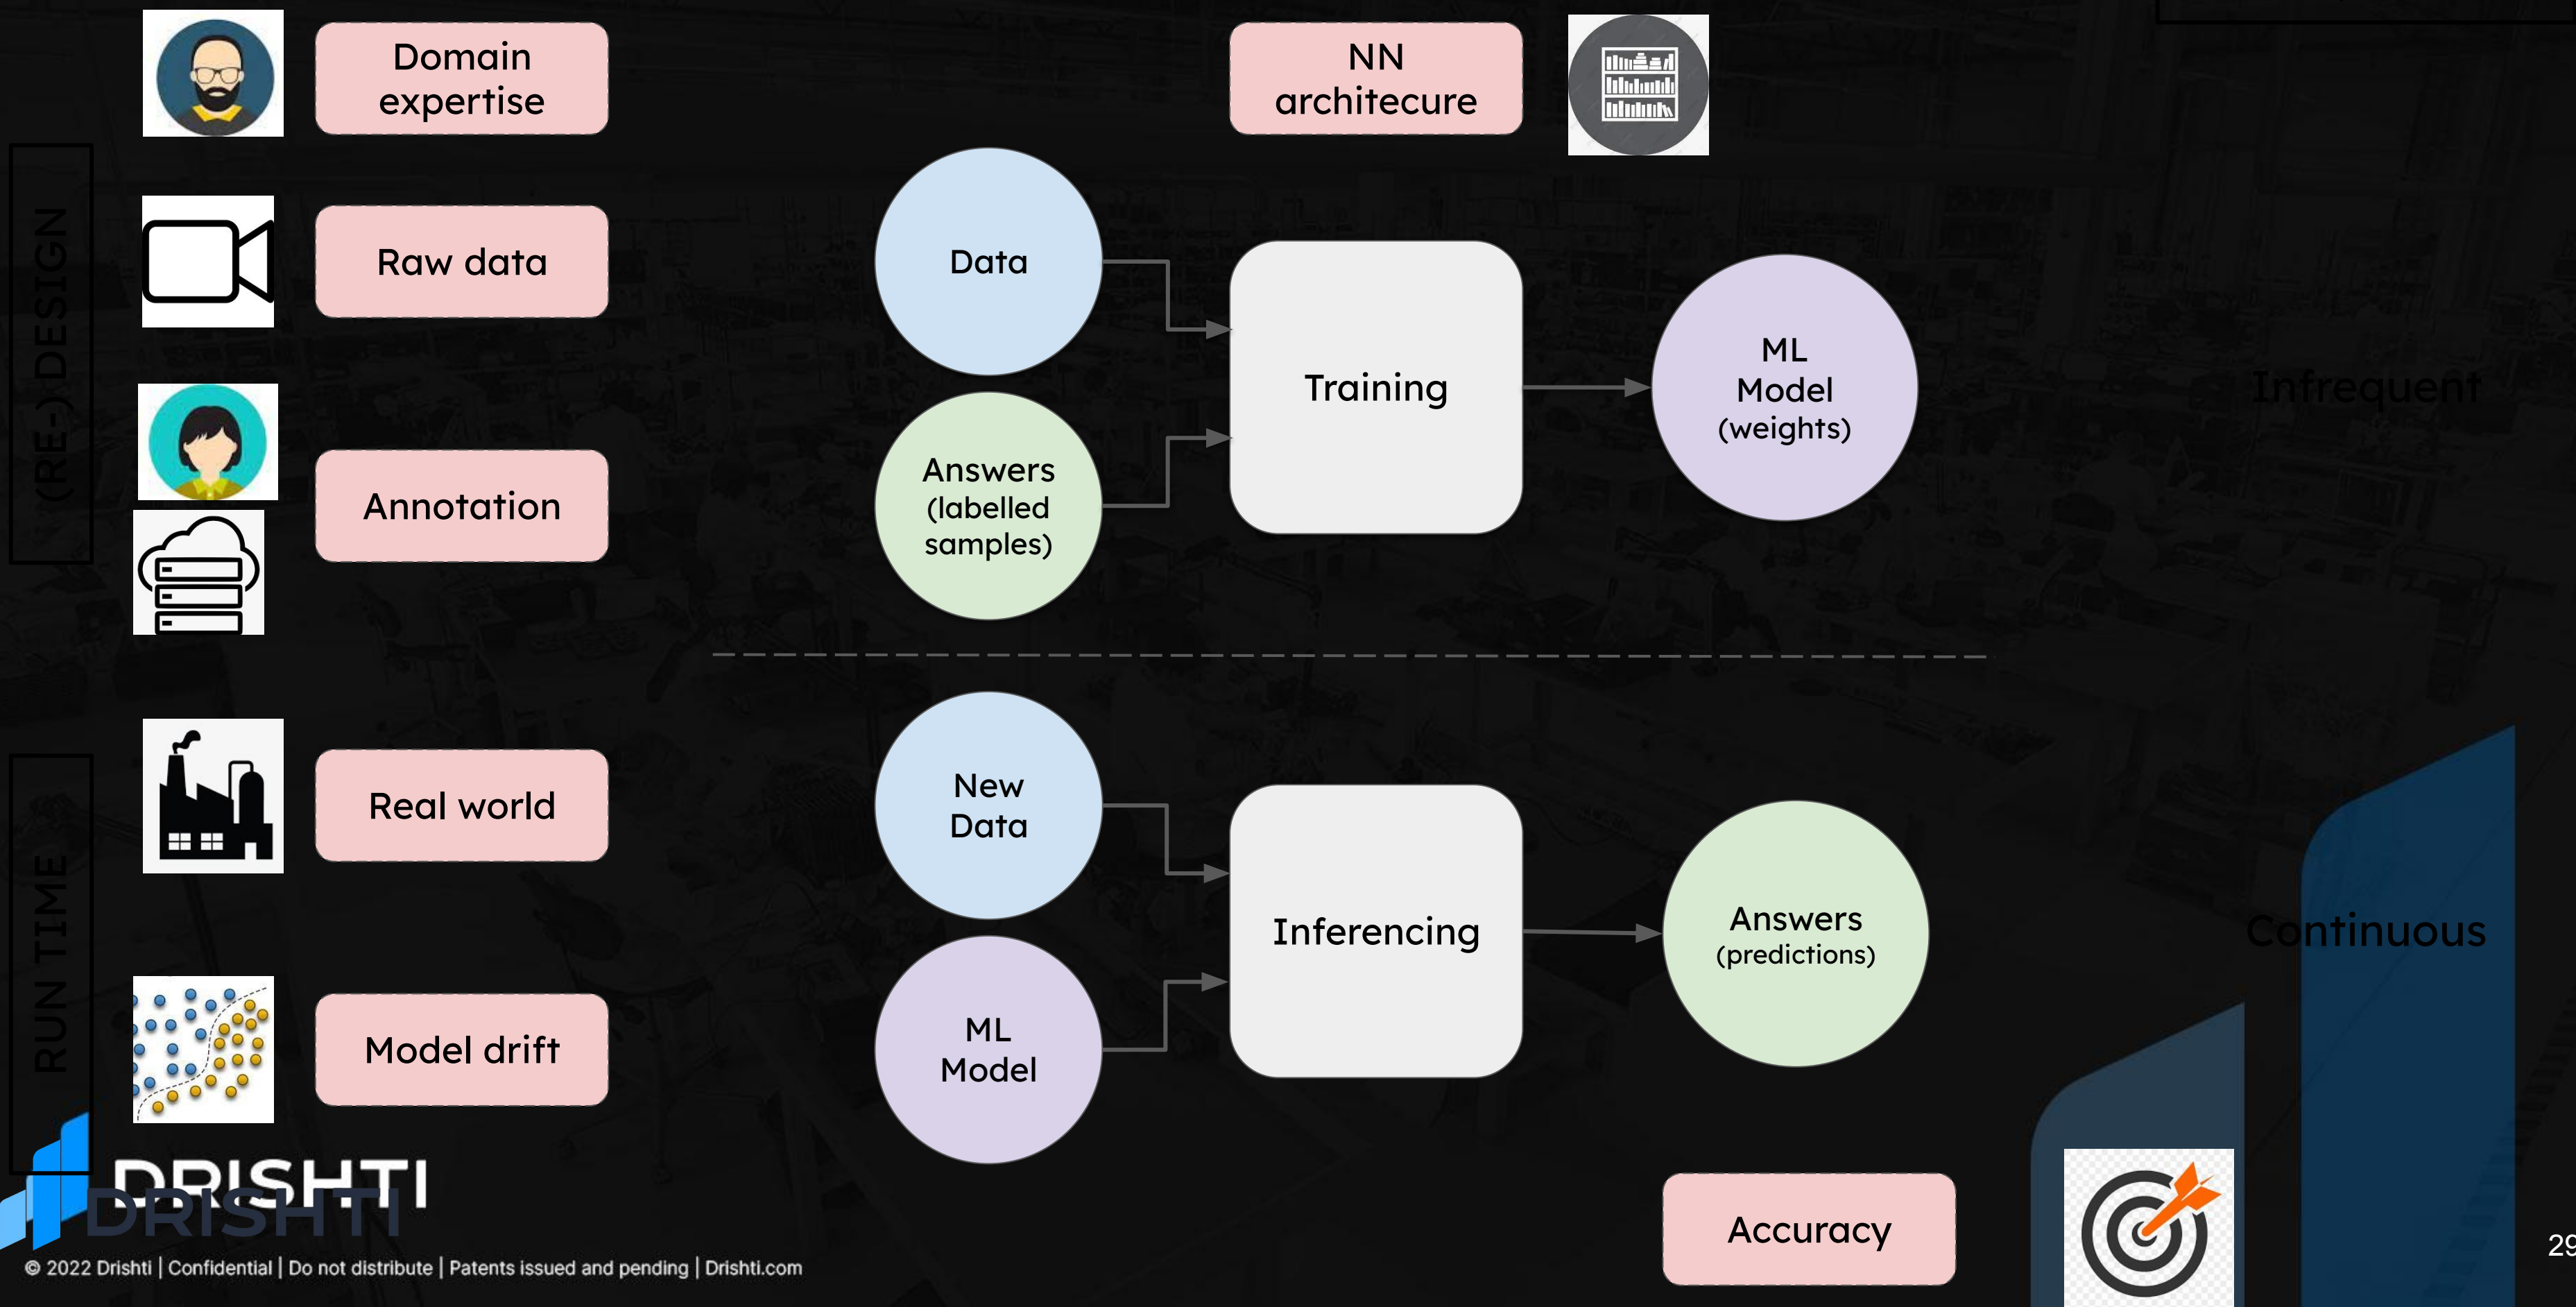 Domain
expertise
NN
architecure
(RE-) DESIGN
Raw data
Data
Training
ML
Model
(weights)
Infrequent
Annotation
Answers
(labelled
samples)
RUN TIME
Real world
New
Data
Inferencing
Answers
(predictions)
Continuous
Model drift
ML
Model
DRISHTI
DRISHTI
Accuracy
© 2022 Drishti | Confidential | Do not distribute | Patents issued and pending | Drishti.com
29